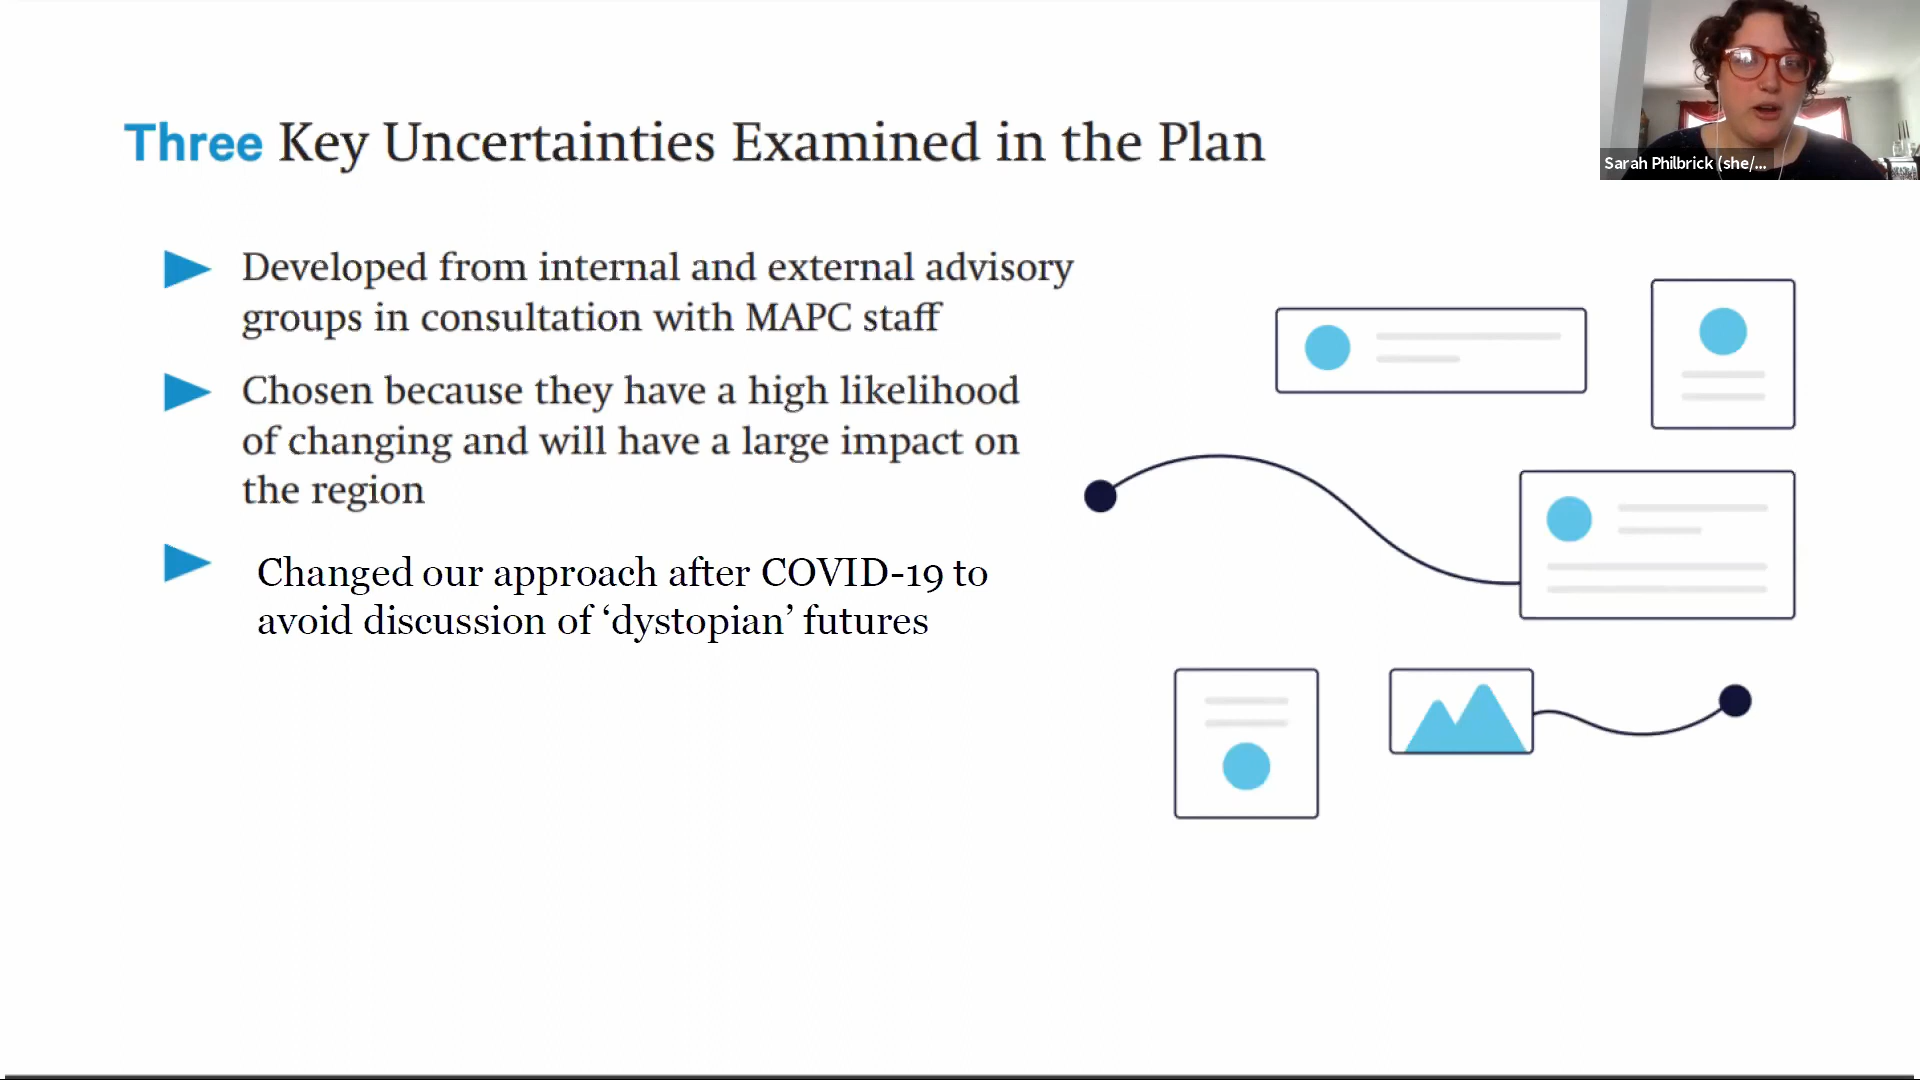 Sarah Philbrick (she/...
Three Key Uncertainties Examined in the Plan
Developed from internal and external advisory
groups in consultation with MAPC staff
Chosen because they have a high likelihood
of changing and will have a large impact on
the region
Changed our approach after COVID-19 to
avoid discussion of ‘dystopian’ futures